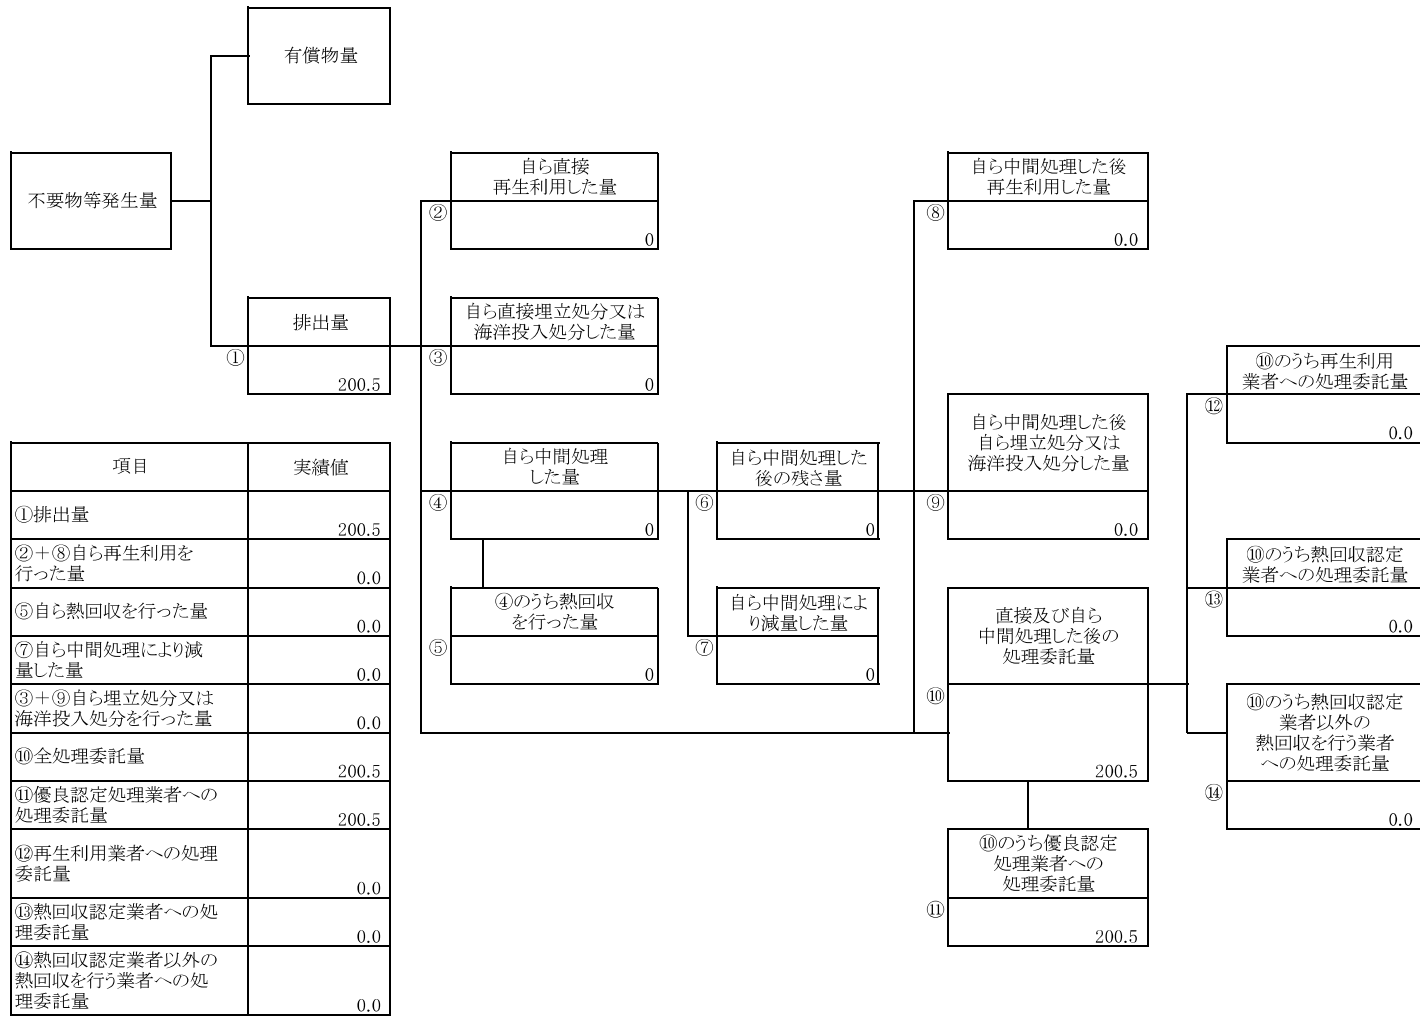 有償物量
不要物等発生量
自ら直接
再生利用した量
②
0
自ら中間処理した後
再生利用した量
⑧
0.0
排出量
①
200.5
自ら直接埋立処分又は
海洋投入処分した量
③
0
⑩のうち再生利用
業者への処理委託量
⑫
0.0
自ら中間処理
した量
④
0
自ら中間処理した
後の残さ量
⑥
0
自ら中間処理した後
自ら埋立処分又は
海洋投入処分した量
⑨
0.0
⑩のうち熱回収認定
業者への処理委託量
⑬
0.0
④のうち熱回収
を行った量
⑤
0
自ら中間処理によ
り減量した量
⑦
0
直接及び自ら
中間処理した後の
処理委託量
⑩
200.5
⑩のうち熱回収認定
業者以外の
熱回収を行う業者
への処理委託量
⑭
0.0
⑩のうち優良認定
処理業者への
処理委託量
⑪
200.5
項目 実績値
①排出量
200.5
②＋⑧自ら再生利用を
行った量
0.0
⑤自ら熱回収を行った量
0.0
⑦自ら中間処理により減
量した量
0.0
③＋⑨自ら埋立処分又は
海洋投入処分を行った量
0.0
⑩全処理委託量
200.5
⑪優良認定処理業者への
処理委託量
200.5
⑫再生利用業者への処理
委託量
0.0
⑬熱回収認定業者への処
理委託量
0.0
⑭熱回収認定業者以外の
熱回収を行う業者への処
理委託量
0.0